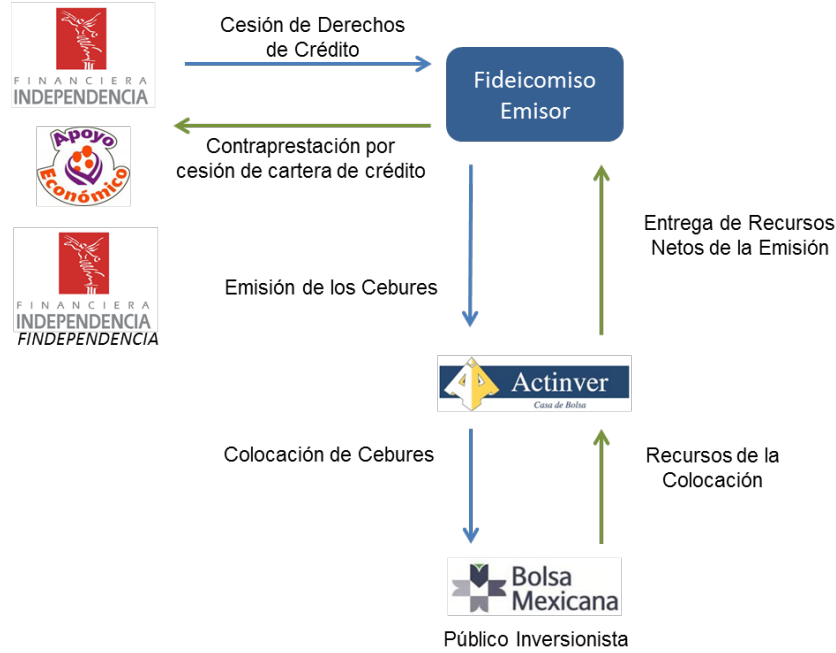 Cesión de Derechos
de Crédito
FINANCIERA
INDEPENDENCIA
Fideicomiso
Emisor
Apoyo
Económico
Contraprestación por
cesión de cartera de crédito
Entrega de Recursos
Netos de la Emisión
FINANCIERA
INDEPENDENCIA
FINDEPENDENCIA
Emisión de los Cebures
Actinver
Casa de Bolsa
Colocación de Cebures
Recursos de la
Colocación
Bolsa
Mexicana
Público Inversionista